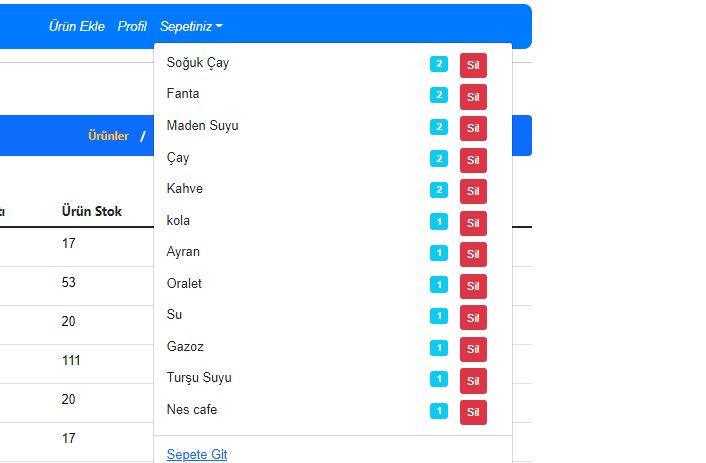 Ürün Ekle Profil Sepetiniz
Soğuk Çay 2 Sil
Fanta 2 Sil
Maden Suyu 2 Sil
Çay 2 Sil
Kahve 2 Sil
kola 1 Sil
Ayran 1 Sil
Oralet 1 Sil
Su 1 Sil
Gazoz 1 Sil
Turşu Suyu 1 Sil
Nes cafe 1 Sil
Sepete Git
Ürünler /
Ürün Stok
17
53
20
111
20
17